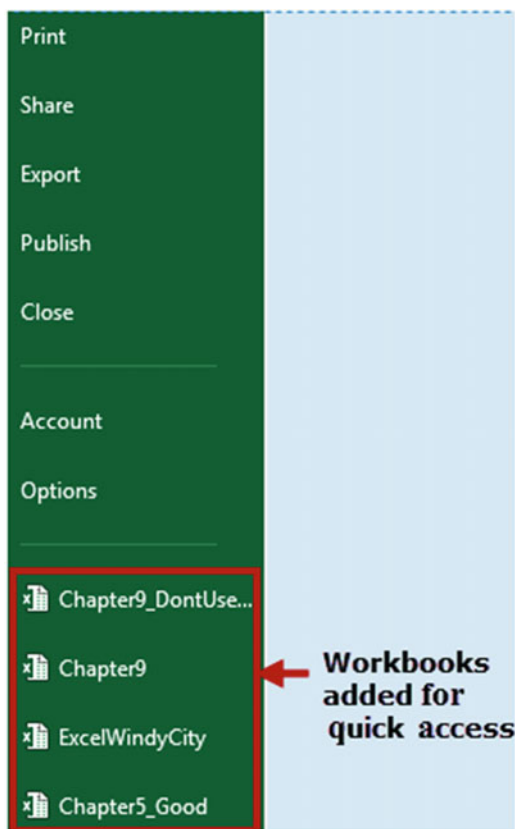 Print
Share
Export
Publish
Close
Account
Options
Chapter9_DontUse...
Chapter9
ExcelWindyCity
Chapter5_Good
Workbooks
added for
quick access